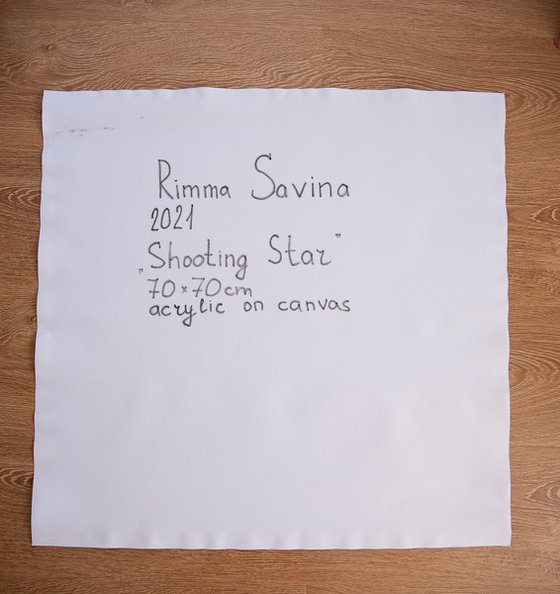 Rimma Savina
2021
„Shooting Star"
70×70cm
acrylic on canvas